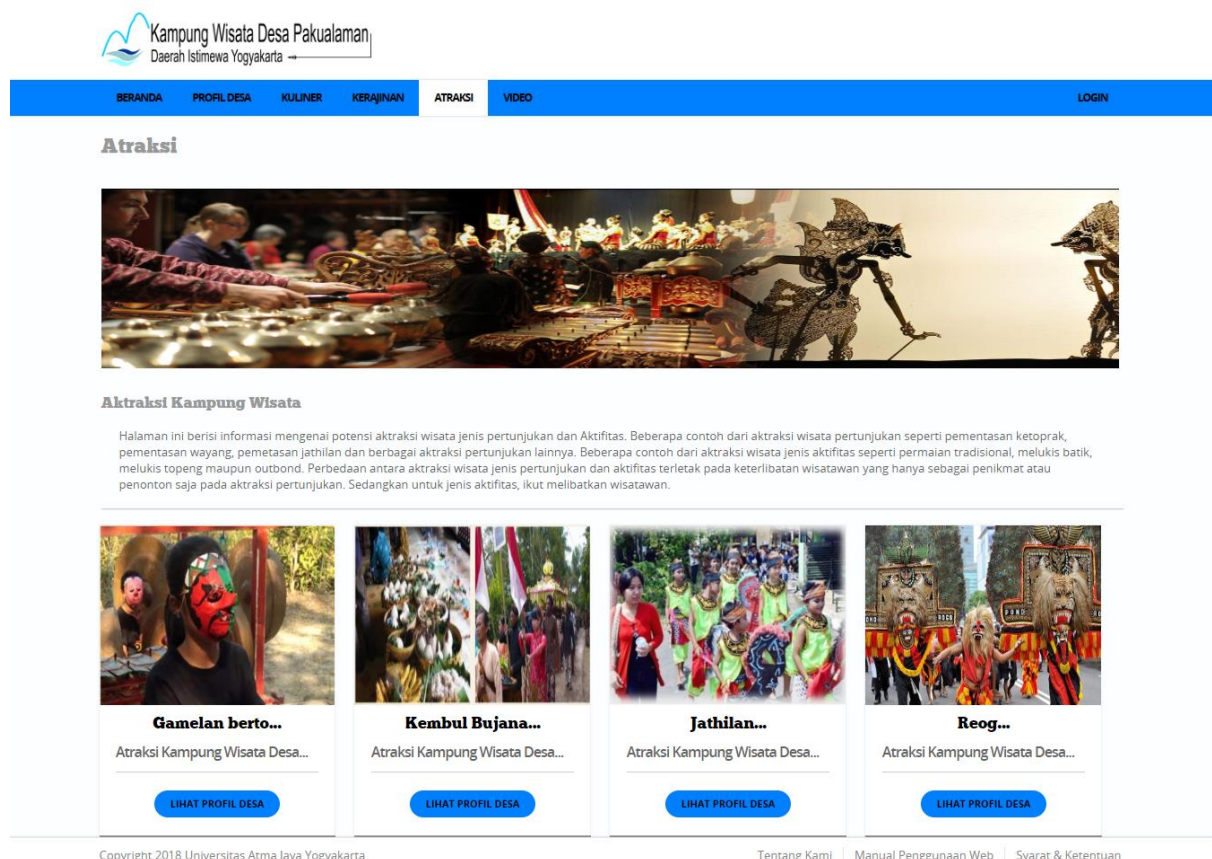 Kampung Wisata Desa Pakualaman
Daerah Istimewa Yogyakarta
BERANDA PROFIL DESA KULINER KERAJINAN ATRAKSI VIDEO LOGIN
Atraksi
Aktraksi Kampung Wisata
Halaman ini berisi informasi mengenai potensi aktraksi wisata jenis pertunjukan dan Aktifitas. Beberapa contoh dari aktraksi wisata pertunjukan seperti pementasan ketoprak,
pementasan wayang, pemetasan jathilan dan berbagai aktraksi pertunjukan lainnya. Beberapa contoh dari aktraksi wisata jenis aktifitas seperti permaian tradisional, melukis batik,
melukis topeng maupun outbond. Perbedaan antara aktraksi wisata jenis pertunjukan dan aktifitas terletak pada keterlibatan wisatawan yang hanya sebagai penikmat atau
penonton saja pada aktraksi pertunjukan. Sedangkan untuk jenis aktifitas, ikut melibatkan wisatawan.
Gamelan berto... Kembul Bujana... Jathilan... Reog...
Atraksi Kampung Wisata Desa... Atraksi Kampung Wisata Desa... Atraksi Kampung Wisata Desa... Atraksi Kampung Wisata Desa...
LIHAT PROFIL DESA LIHAT PROFIL DESA LIHAT PROFIL DESA LIHAT PROFIL DESA
Copyright 2018 Universitas Atma Jaya Yogyakarta Tentang Kami Manual Penggunaan Web Syarat & Ketentuan